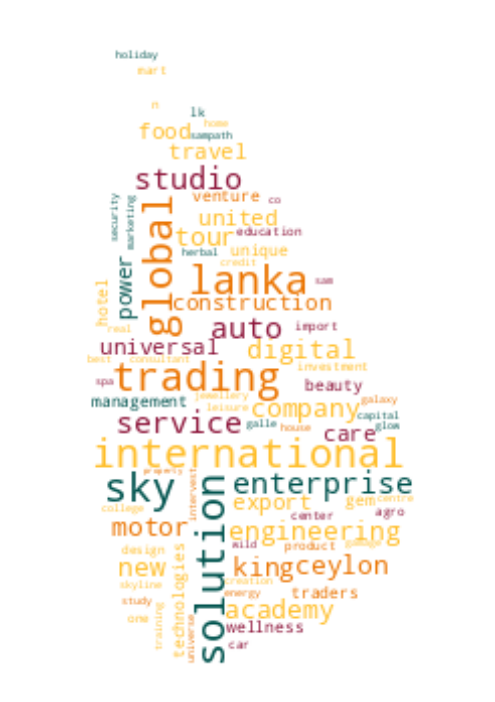 holiday
mart
n
lk
home
food
sampath
travel
studio
venture
co
security
marketing
global
united
tour
education
herbal
unique
credit
power
lanka
sam
hotel
construction
real
auto
import
universal
digital
best
consultant
investment
spa
trading
beauty
management
jewellery
leisure
company
galaxy
capital
service
galle
house
care
glow
international
property
intervest
sky
enterprise
solution
export
gem
centre
college
center
agro
motor
engineering
wild
product
design
technologies
new
king
ceylon
skyline
creation
energy
traders
study
academy
one
training
universe
wellness
car